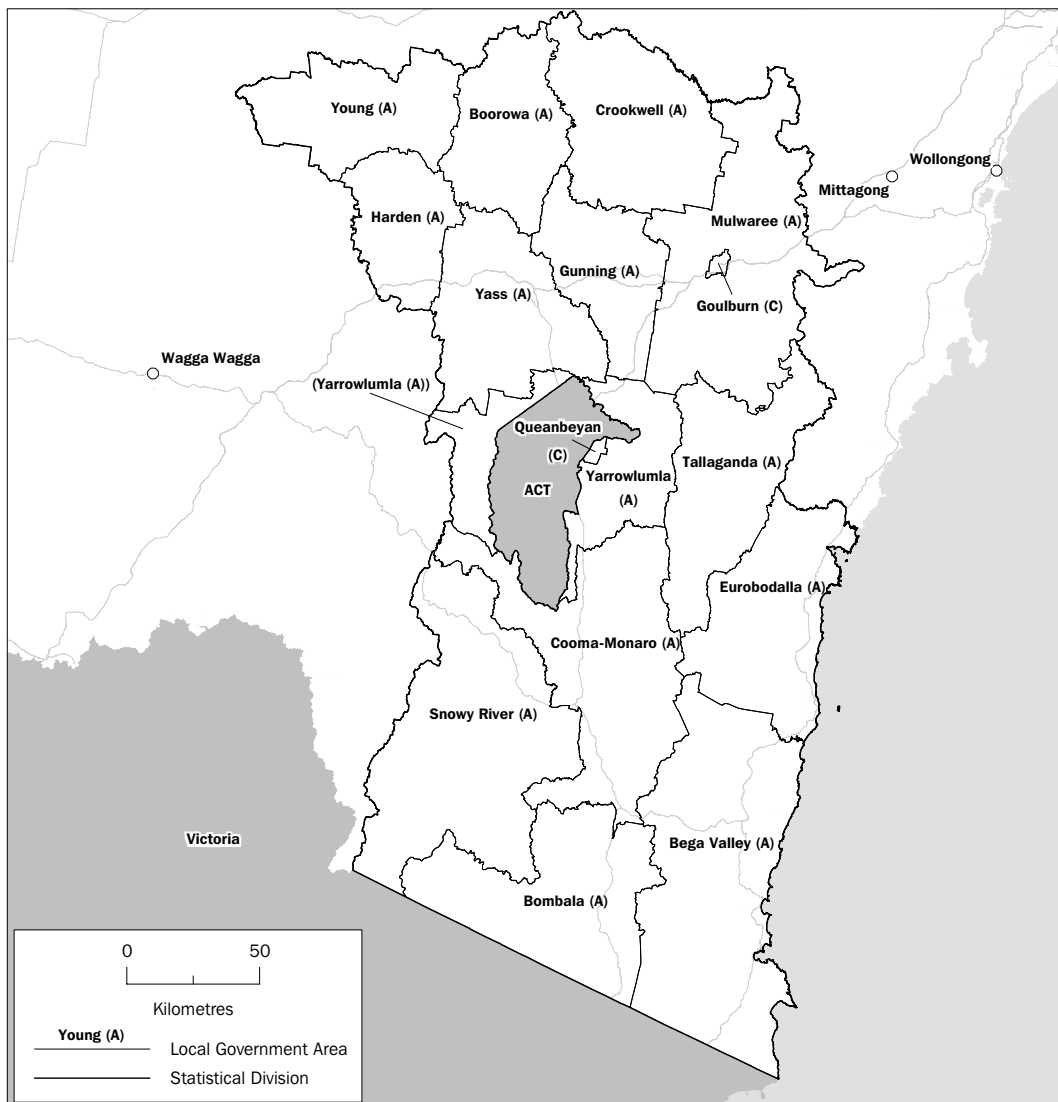 Young (A)
Boorowa (A)
Crookwell (A)
Wollongong
Mittagong
Harden (A)
Mulwaree (A)
Gunning (A)
Yass (A)
Goulburn (C)
Wagga Wagga
(Yarrowlumla (A))
Queanbeyan
(C)
ACT
Yarrowlumla
(A)
Tallaganda (A)
Eurobodalla (A)
Cooma-Monaro (A)
Snowy River (A)
Victoria
Bega Valley (A)
Bombala (A)
0 50
Kilometres
Young (A)
Local Government Area
Statistical Division